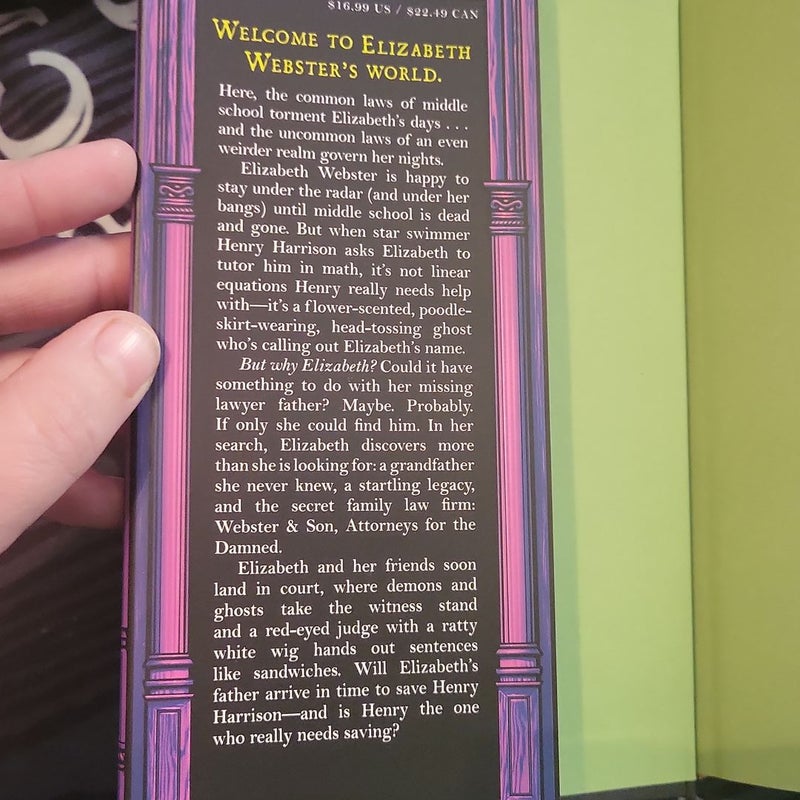 $16.99 US / $22.49 CAN
WELCOME TO ELIZABETH
WEBSTER'S WORLD.
Here, the common laws of middle
school torment Elizabeth's days . . .
and the uncommon laws of an even
weirder realm govern her nights.
Elizabeth Webster is happy to
stay under the radar (and under her
bangs) until middle school is dead
and gone. But when star swimmer
Henry Harrison asks Elizabeth to
tutor him in math, it's not linear
equations Henry really needs help
with—it's a flower-scented, poodle-
skirt-wearing, head-tossing ghost
who's calling out Elizabeth's name.
But why Elizabeth? Could it have
something to do with her missing
lawyer father? Maybe. Probably.
If only she could find him. In her
search, Elizabeth discovers more
than she is looking for: a grandfather
she never knew, a startling legacy,
and the secret family law firm:
Webster & Son, Attorneys for the
Damned.
Elizabeth and her friends soon
land in court, where demons and
ghosts take the witness stand
and a red-eyed judge with a ratty
white wig hands out sentences
like sandwiches. Will Elizabeth's
father arrive in time to save Henry
Harrison—and is Henry the one
who really needs saving?